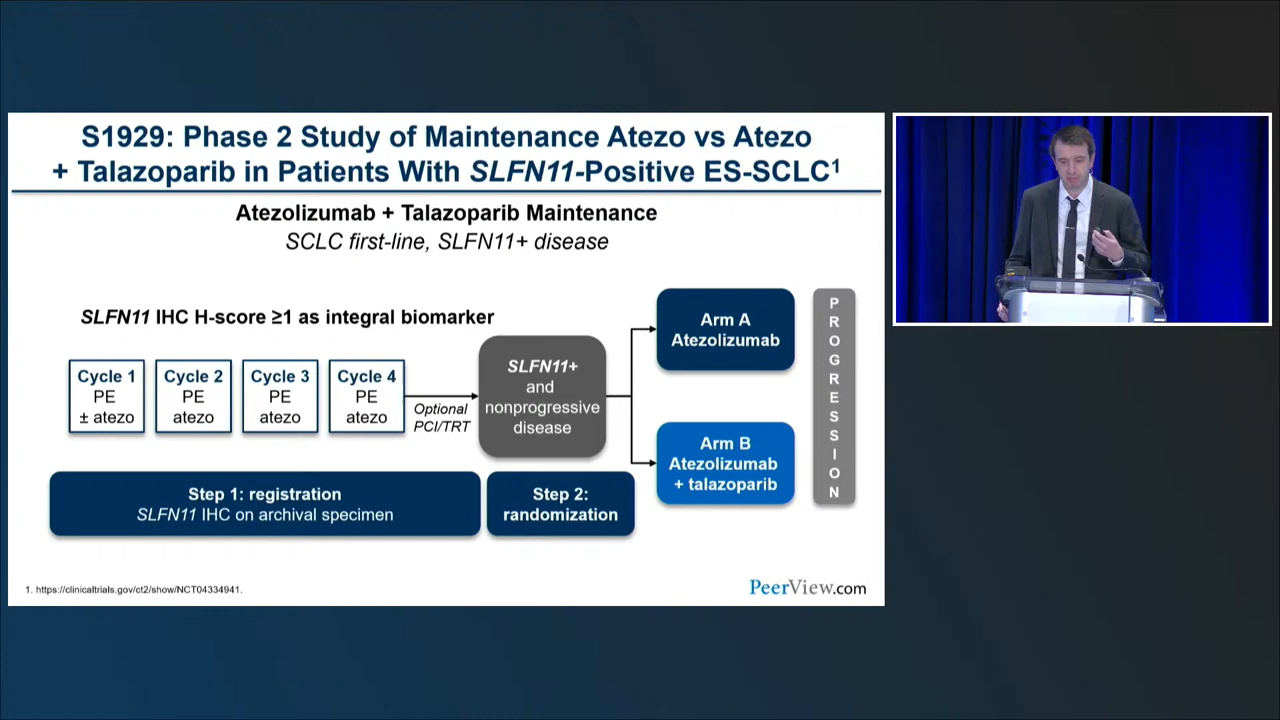 S1929: Phase 2 Study of Maintenance Atezo vs Atezo
+ Talazoparib in Patients With SLFN11-Positive ES-SCLC1
Atezolizumab + Talazoparib Maintenance
SCLC first-line, SLFN11+ disease
SLFN11 IHC H-score ≥1 as integral biomarker
Cycle 1
PE
± atezo
Cycle 2
PE
atezo
Cycle 3
PE
atezo
Cycle 4
PE
atezo
Optional
PCI/TRT
SLFN11+
and
nonprogressive
disease
Arm A
Atezolizumab
Arm B
Atezolizumab
+ talazoparib
PROGRESSION
Step 1: registration
SLFN11 IHC on archival specimen
Step 2:
randomization
1. https://clinicaltrials.gov/ct2/show/NCT04334941.
PeerView.com